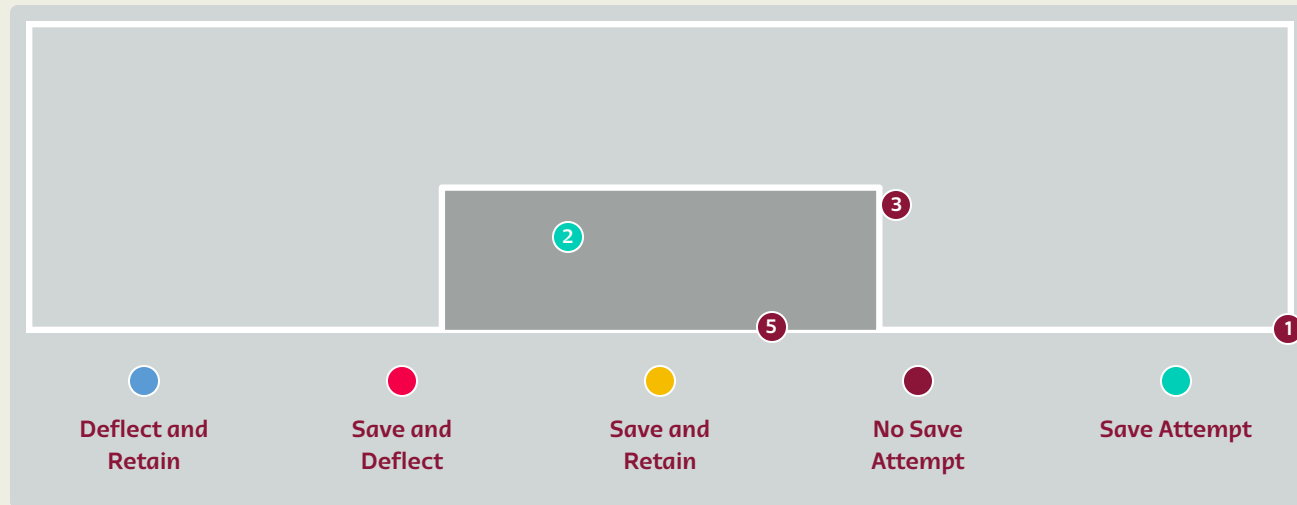 3
2
5
1
Deflect and
Retain
Save and
Deflect
Save and
Retain
No Save
Attempt
Save Attempt